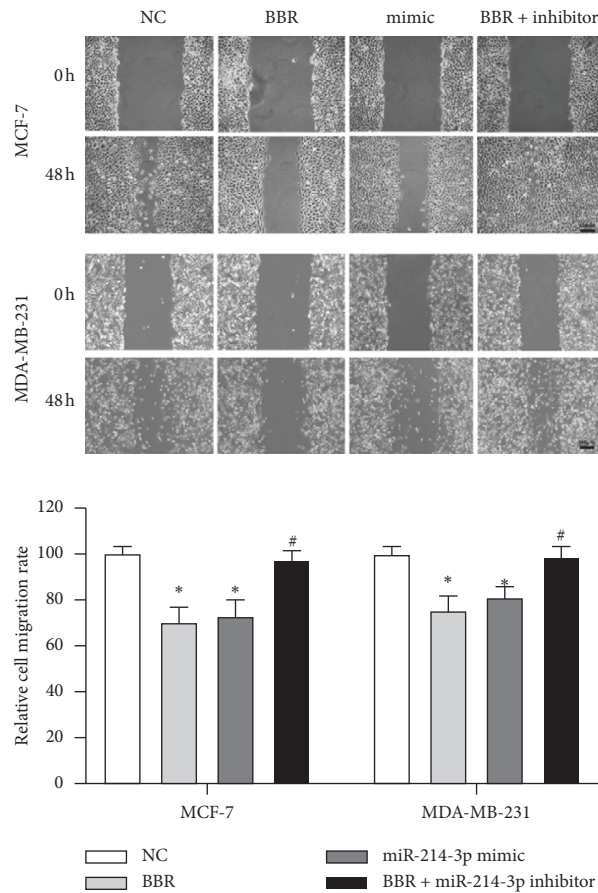 NC BBR mimic BBR + inhibitor
MCF-7
0 h
48 h
MDA-MB-231
0 h
48 h
Relative cell migration rate
120
100
80
60
40
20
0
* * # * * #
MCF-7 MDA-MB-231
NC miR-214-3p mimic
BBR BBR + miR-214-3p inhibitor